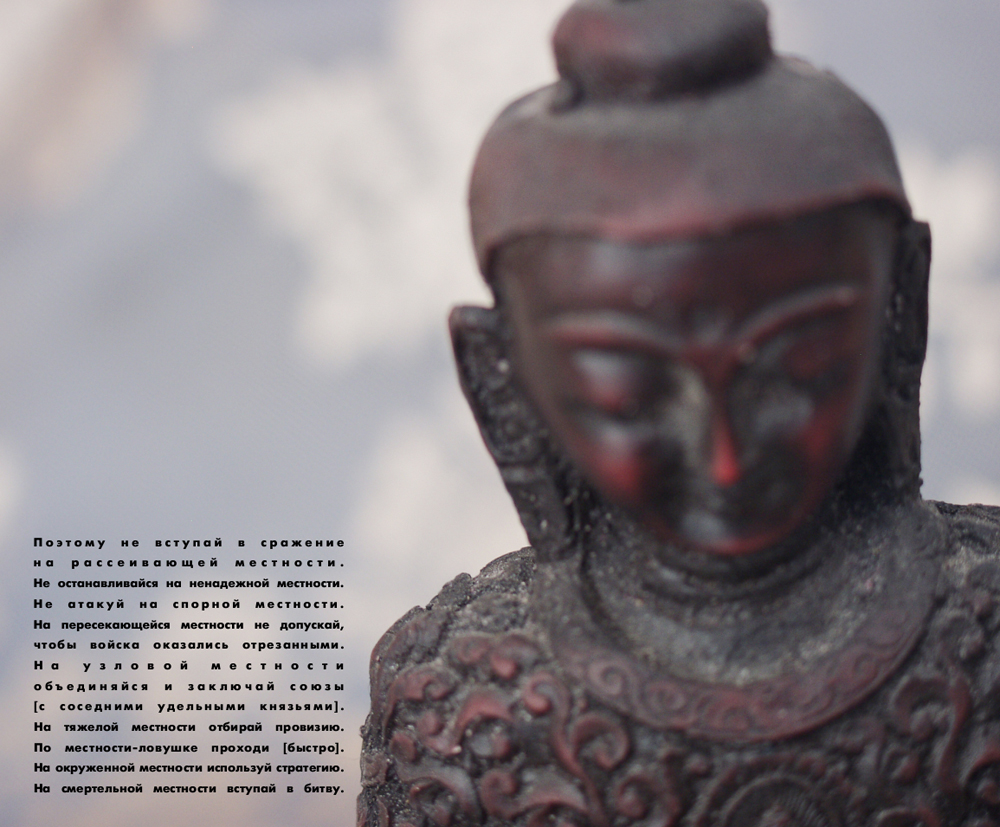 Поэтому не вступай в сражение
на рассеивающей местности.
Не останавливайся на ненадежной местности.
Не атакуй на спорной местности.
На пересекающейся местности не допускай,
чтобы войска оказались отрезанными.
На узловой местности
объединяйся и заключай союзы
[с соседними удельными князьями].
На тяжелой местности отбирай провизию.
По местности-ловушке проходи [быстро].
На окруженной местности используй стратегию.
На смертельной местности вступай в битву.